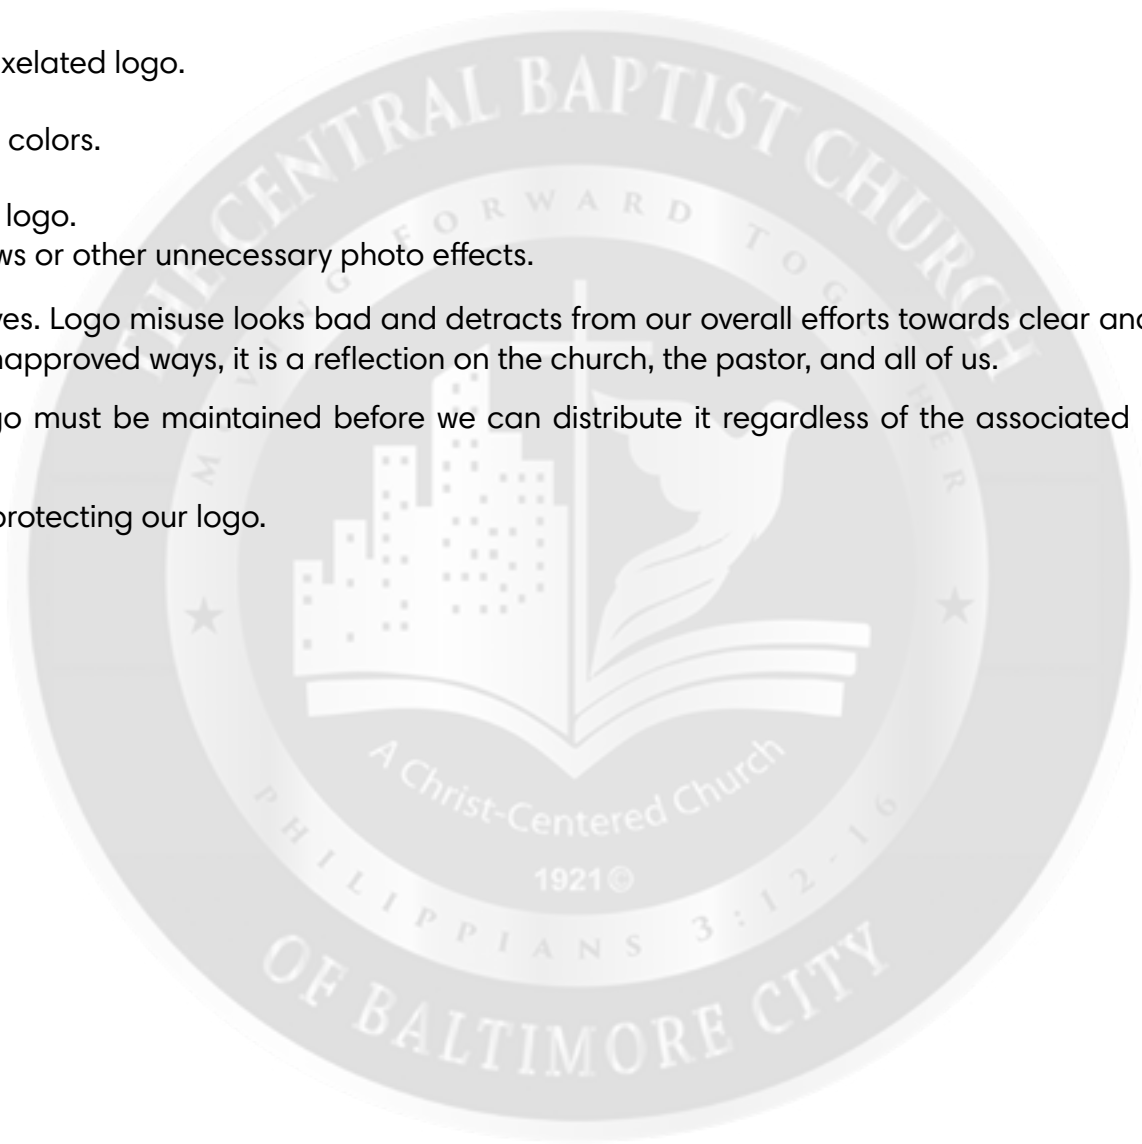 xelated logo.
colors.
logo.
ws or other unnecessary photo effects.
ves. Logo misuse looks bad and detracts from our overall efforts towards clear and
napproved ways, it is a reflection on the church, the pastor, and all of us.
go must be maintained before we can distribute it regardless of the associated
protecting our logo.
THE CENTRAL BAPTIST CHURCH
MOVING FORWARD TOGETHER
A Christ-Centered Church
1921©
PHILIPPIANS 3:12-16
OF BALTIMORE CITY